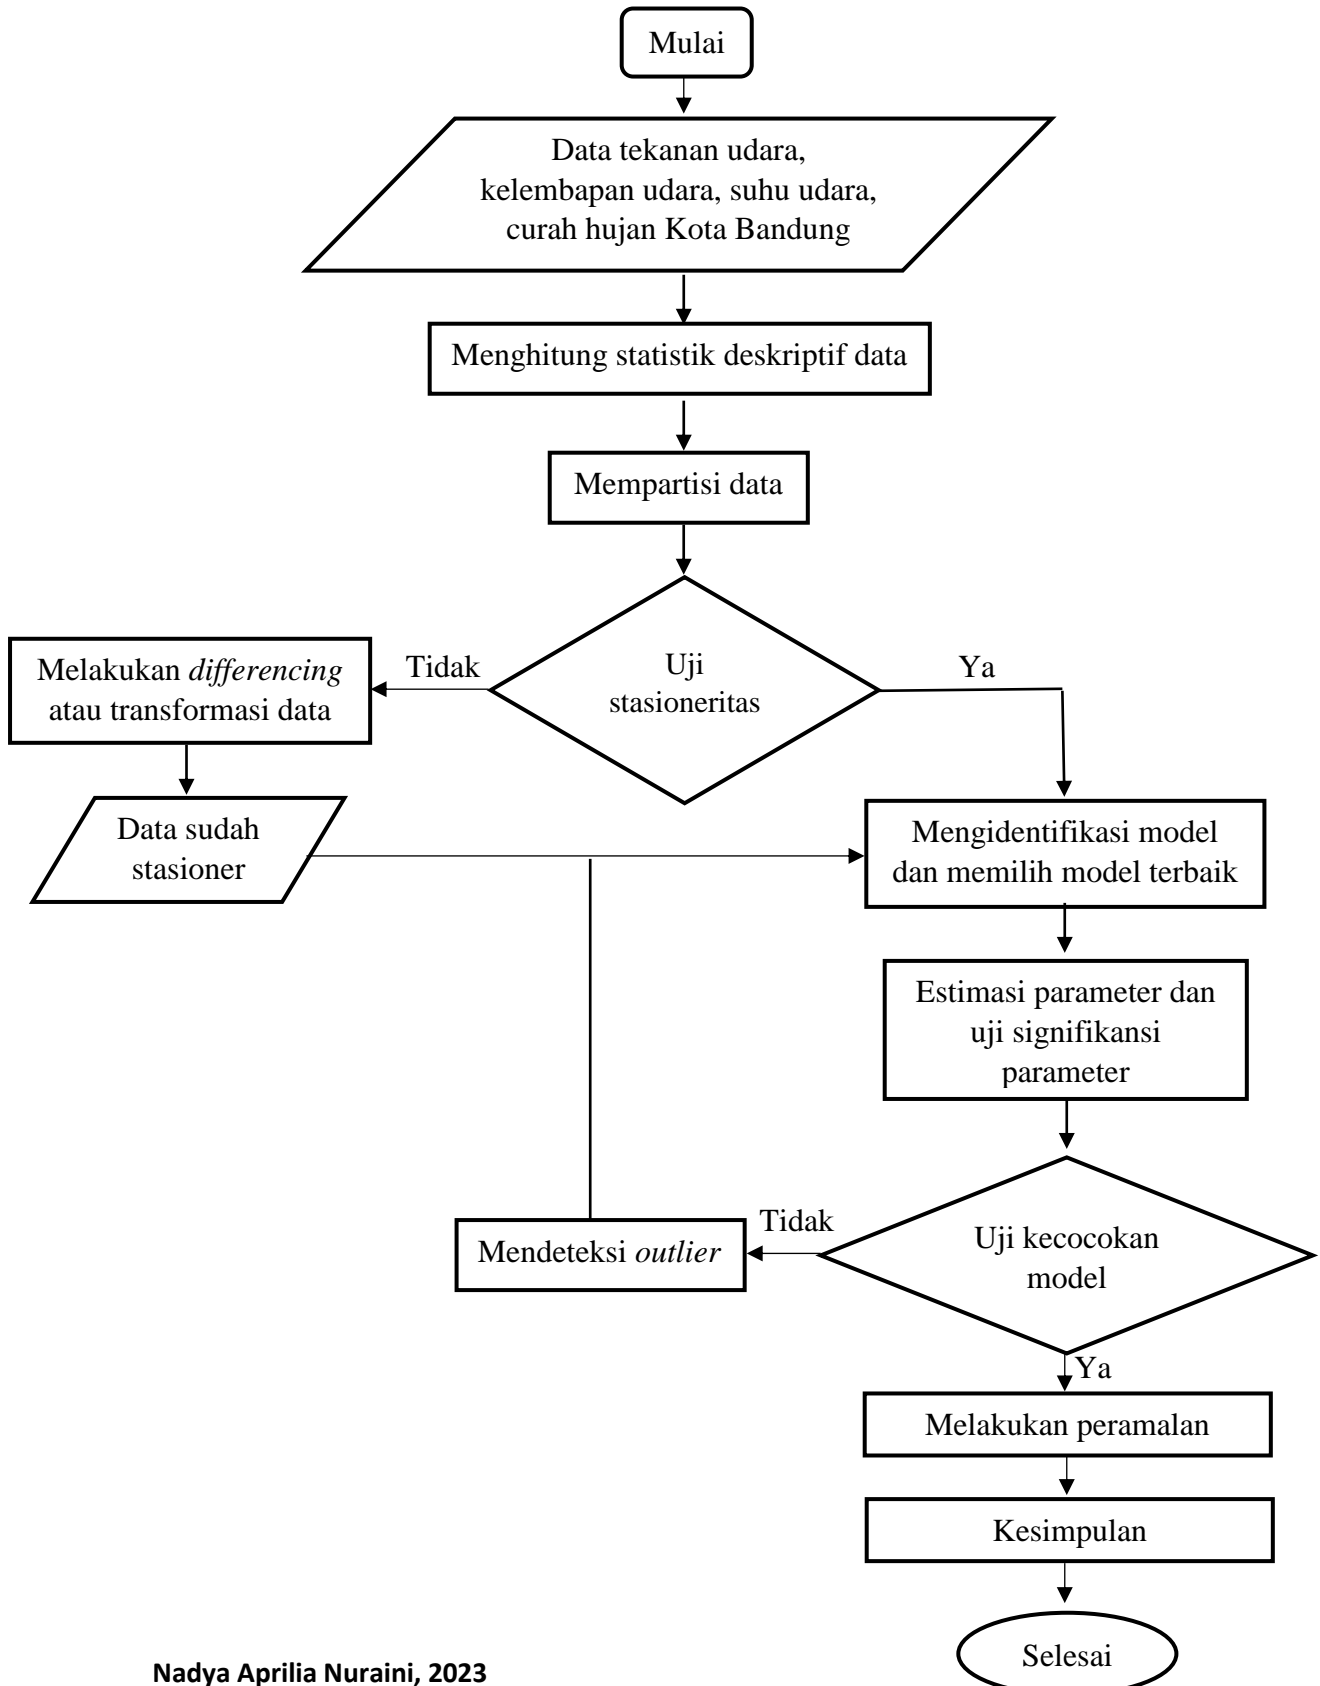 Mulai
Data tekanan udara,
kelembapan udara, suhu udara,
curah hujan Kota Bandung
Menghitung statistik deskriptif data
Mempartisi data
Uji
stasioneritas
Tidak
Ya
Melakukan differencing
atau transformasi data
Data sudah
stasioner
Mengidentifikasi model
dan memilih model terbaik
Estimasi parameter dan
uji signifikansi
parameter
Uji kecocokan
model
Tidak
Mendeteksi outlier
Ya
Melakukan peramalan
Kesimpulan
Selesai
Nadya Aprilia Nuraini, 2023